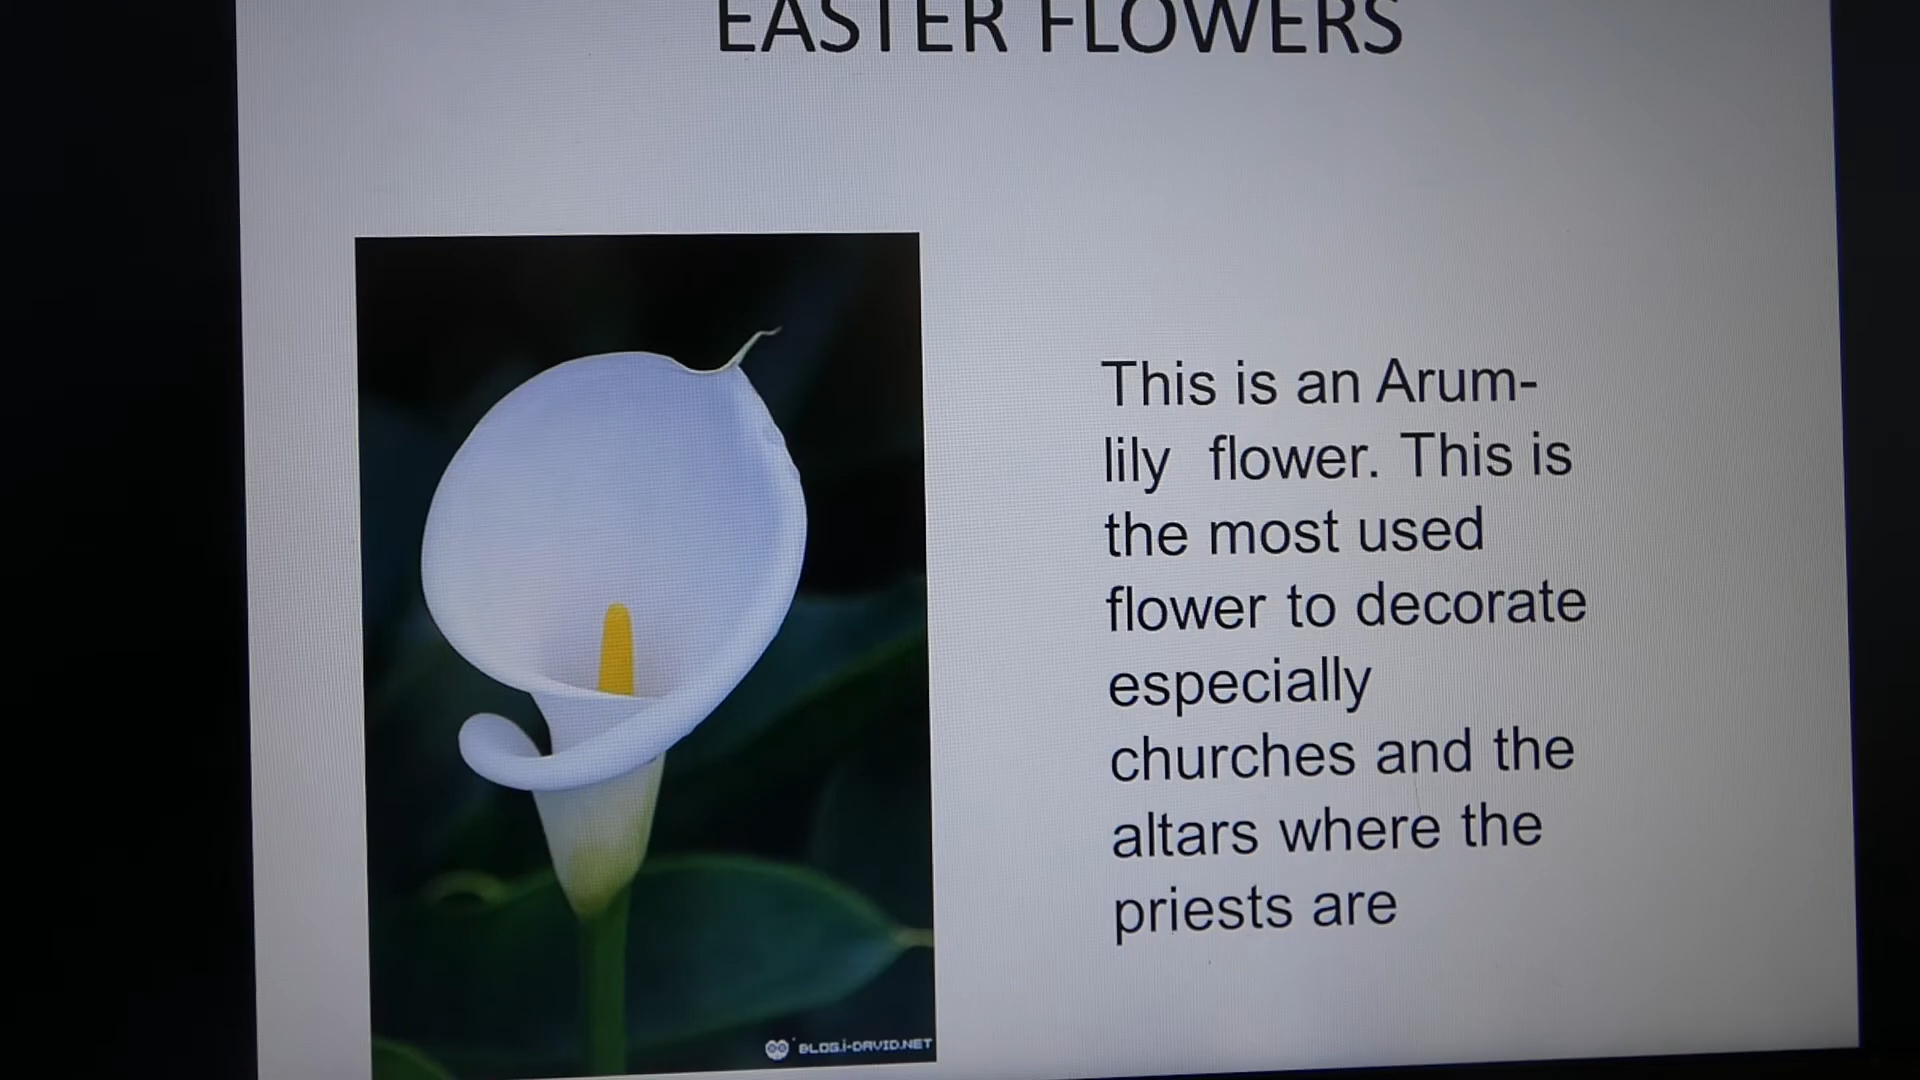 EASTER FLOWERS
This is an Arum-
lily flower. This is
the most used
flower to decorate
especially
churches and the
altars where the
priests are
BLOG.i-DAVID.NET